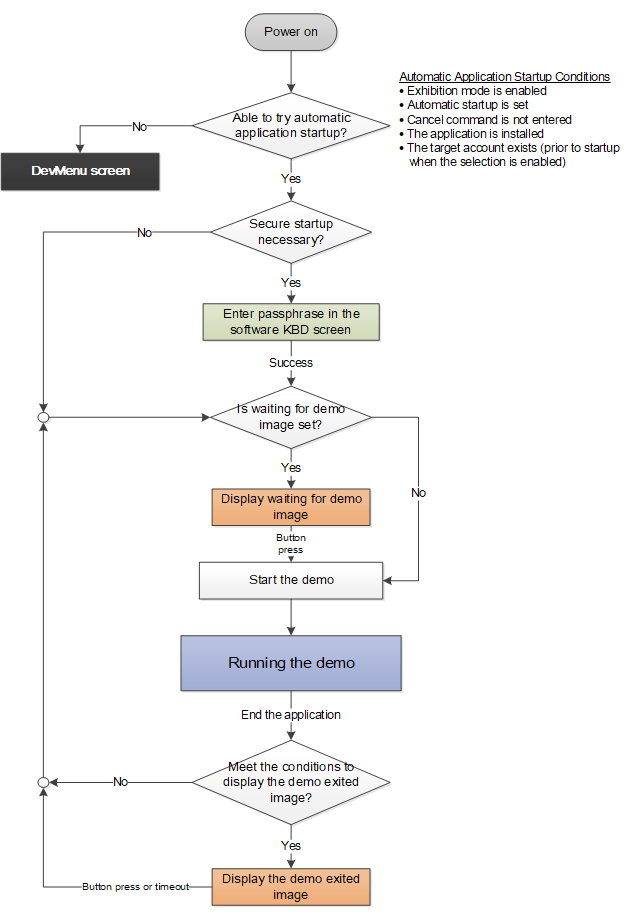 Power on
Automatic Application Startup Conditions
• Exhibition mode is enabled
• Automatic startup is set
• Cancel command is not entered
• The application is installed
• The target account exists (prior to startup
when the selection is enabled)
Able to try automatic
application startup?
No
DevMenu screen
Yes
Secure startup
necessary?
No
Yes
Enter passphrase in the
software KBD screen
Success
Is waiting for demo
image set?
Yes
No
Display waiting for demo
image
Button
press
Start the demo
Running the demo
End the application
Meet the conditions to
display the demo exited
image?
No
Yes
Display the demo exited
image
Button press or timeout